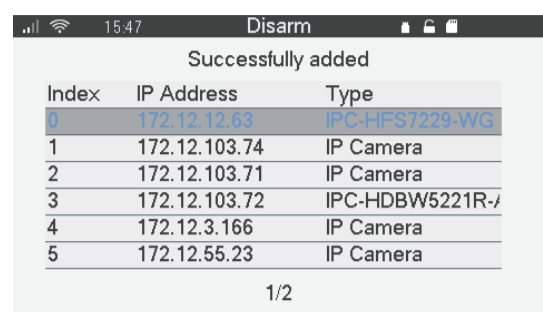 15:47 Disarm
Successfully added
Index× IP Address Type
0 172.12.12.63 IPC-HFS7229-WG
1 172.12.103.74 IP Camera
2 172.12.103.71 IP Camera
3 172.12.103.72 IPC-HDBW5221R-A
4 172.12.3.166 IP Camera
5 172.12.55.23 IP Camera
1/2